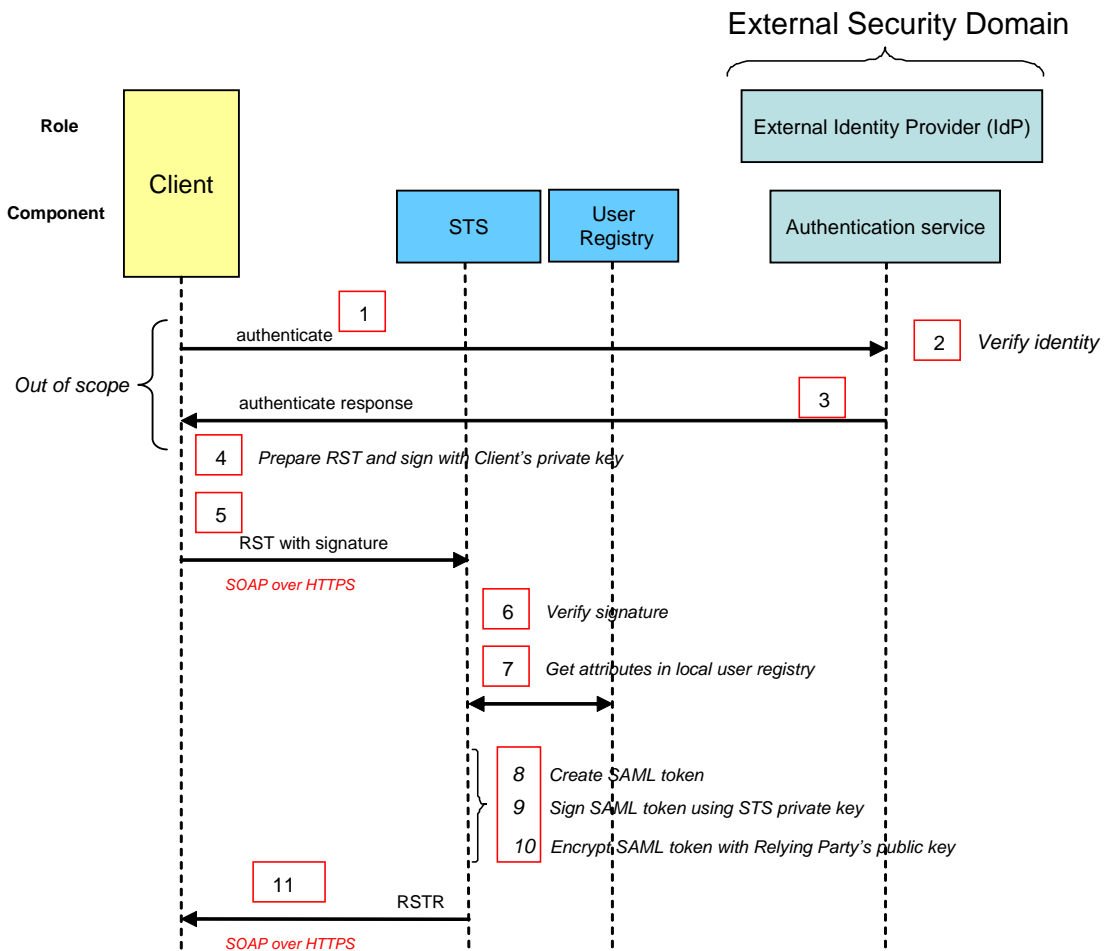 External Security Domain
Role
External Identity Provider (IdP)
Client
Component
STS
User
Registry
Authentication service
1
authenticate
2
Verify identity
Out of scope
3
authenticate response
4
Prepare RST and sign with Client’s private key
5
RST with signature
SOAP over HTTPS
6
Verify signature
7
Get attributes in local user registry
8
Create SAML token
9
Sign SAML token using STS private key
10
Encrypt SAML token with Relying Party’s public key
11
RSTR
SOAP over HTTPS